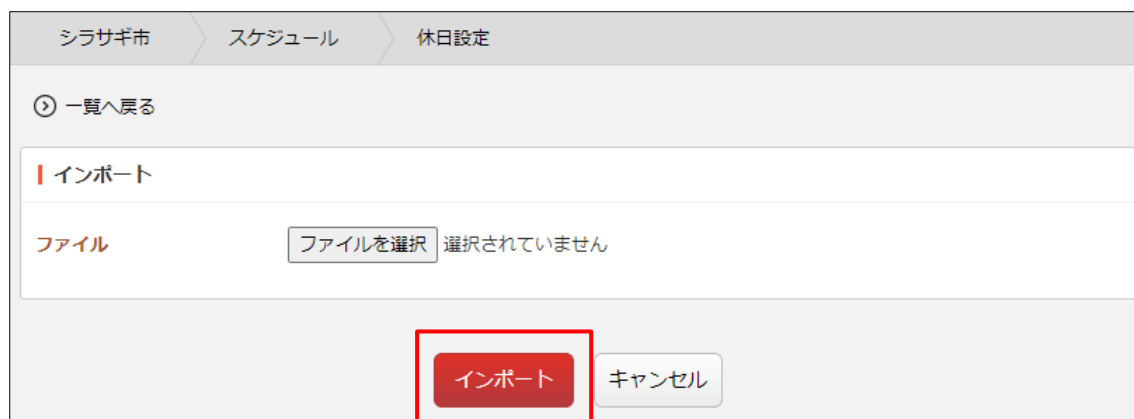 シラサギ市 スケジュール 休日設定
一覧へ戻る
インポート
ファイル ファイルを選択 選択されていません
インポート キャンセル